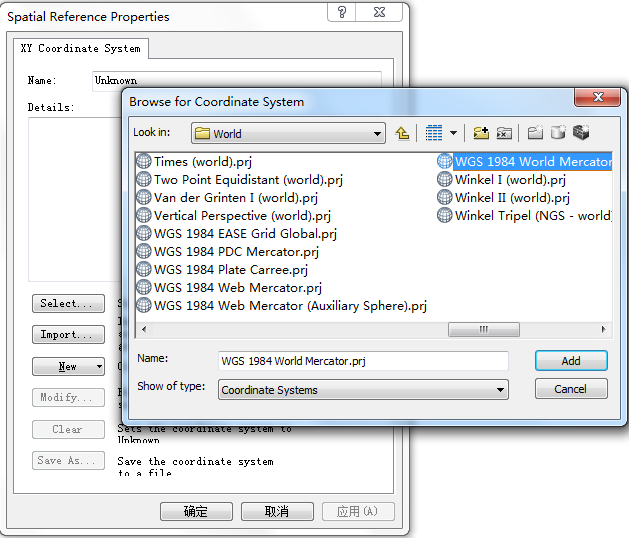 Spatial Reference Properties
XY Coordinate System
Name:
Unknown
Details:
Browse for Coordinate System
Look in:
World
Times (world).prj
Two Point Equidistant (world).prj
Van der Grinten I (world).prj
Vertical Perspective (world).prj
WGS 1984 EASE Grid Global.prj
WGS 1984 PDC Mercator.prj
WGS 1984 Plate Carree.prj
WGS 1984 Web Mercator.prj
WGS 1984 Web Mercator (Auxiliary Sphere).prj
WGS 1984 World Mercator
Winkel I (world).prj
Winkel II (world).prj
Winkel Tripel (NGS - world)
Name:
WGS 1984 World Mercator.prj
Add
Show of type:
Coordinate Systems
Cancel
Select...
Import...
New
Modify...
Clear
Sets the coordinate system to
Unknown
Save As...
Save the coordinate system
to a file
确定
取消
应用(A)